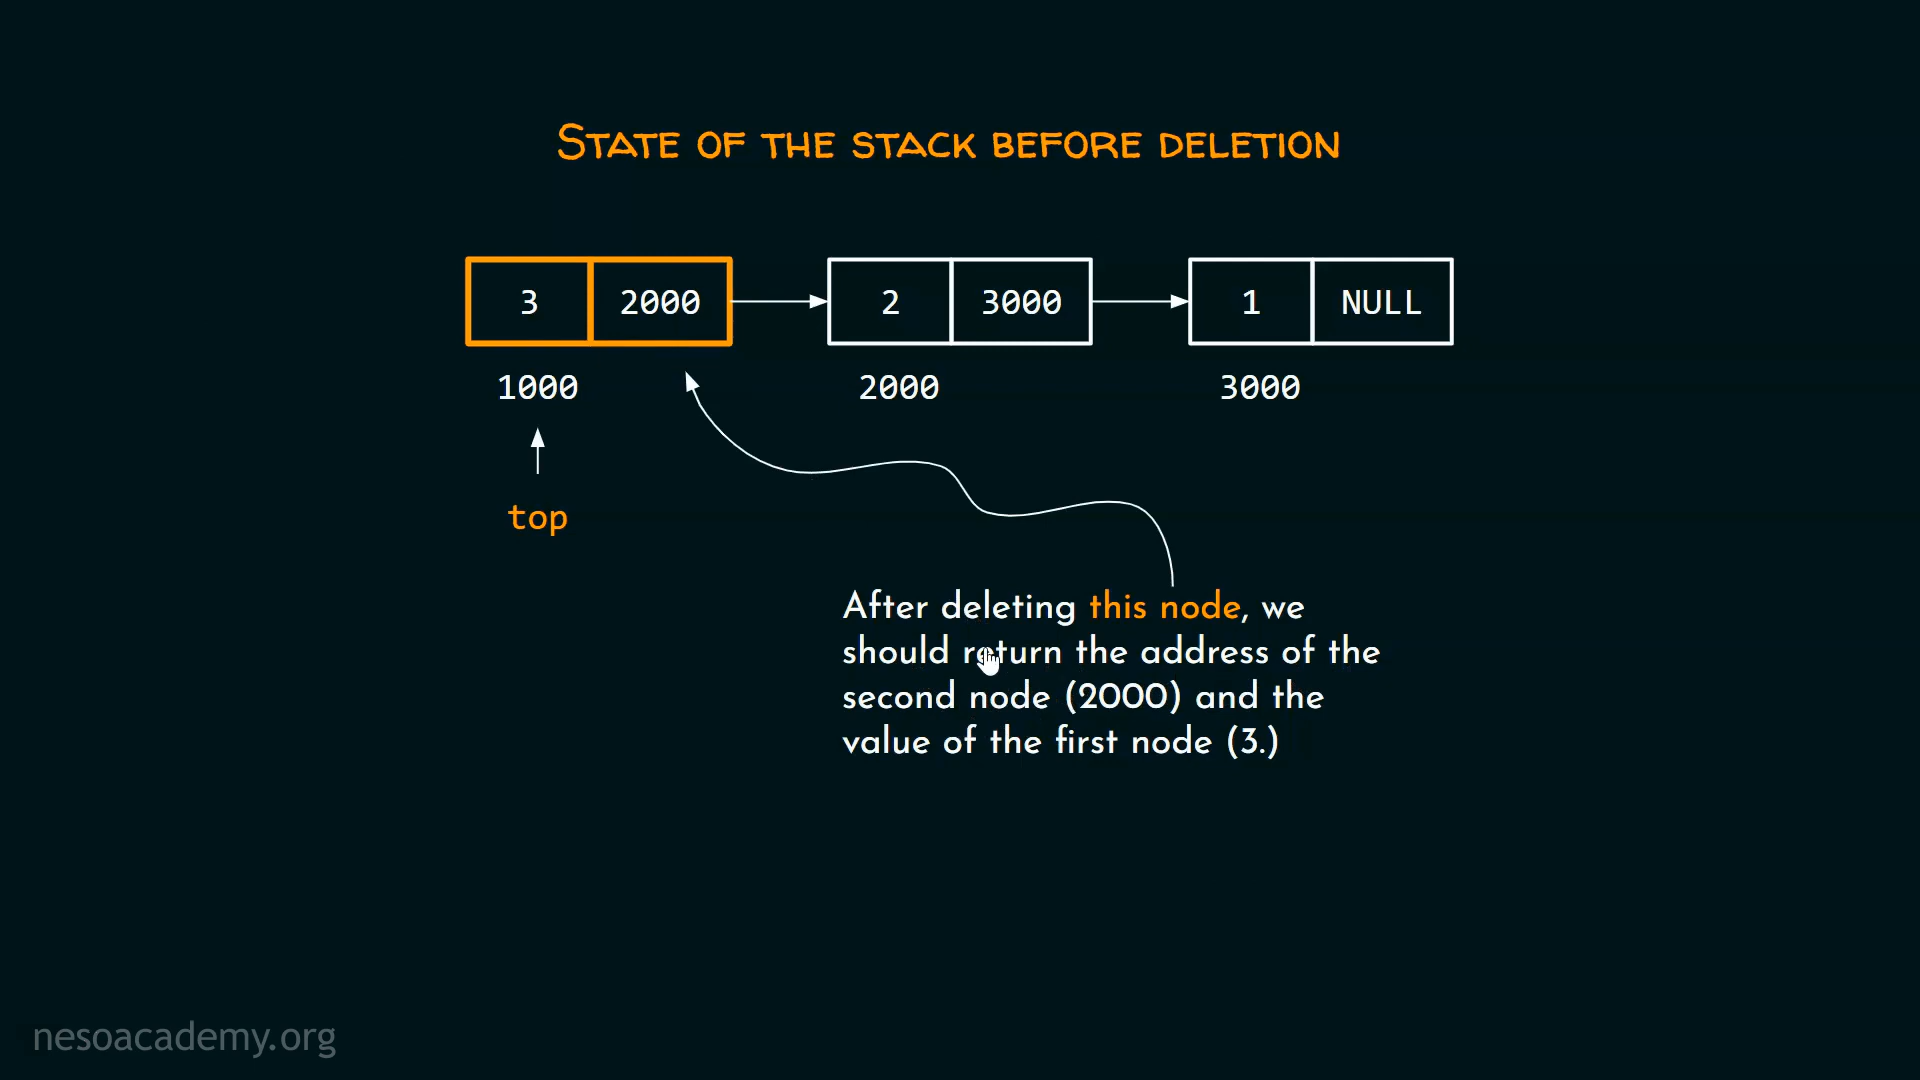 State of the stack before deletion
3 2000 2 3000 1 NULL
1000 2000 3000
top
After deleting this node, we
should return the address of the
second node (2000) and the
value of the first node (3.)
nesoacademy.org